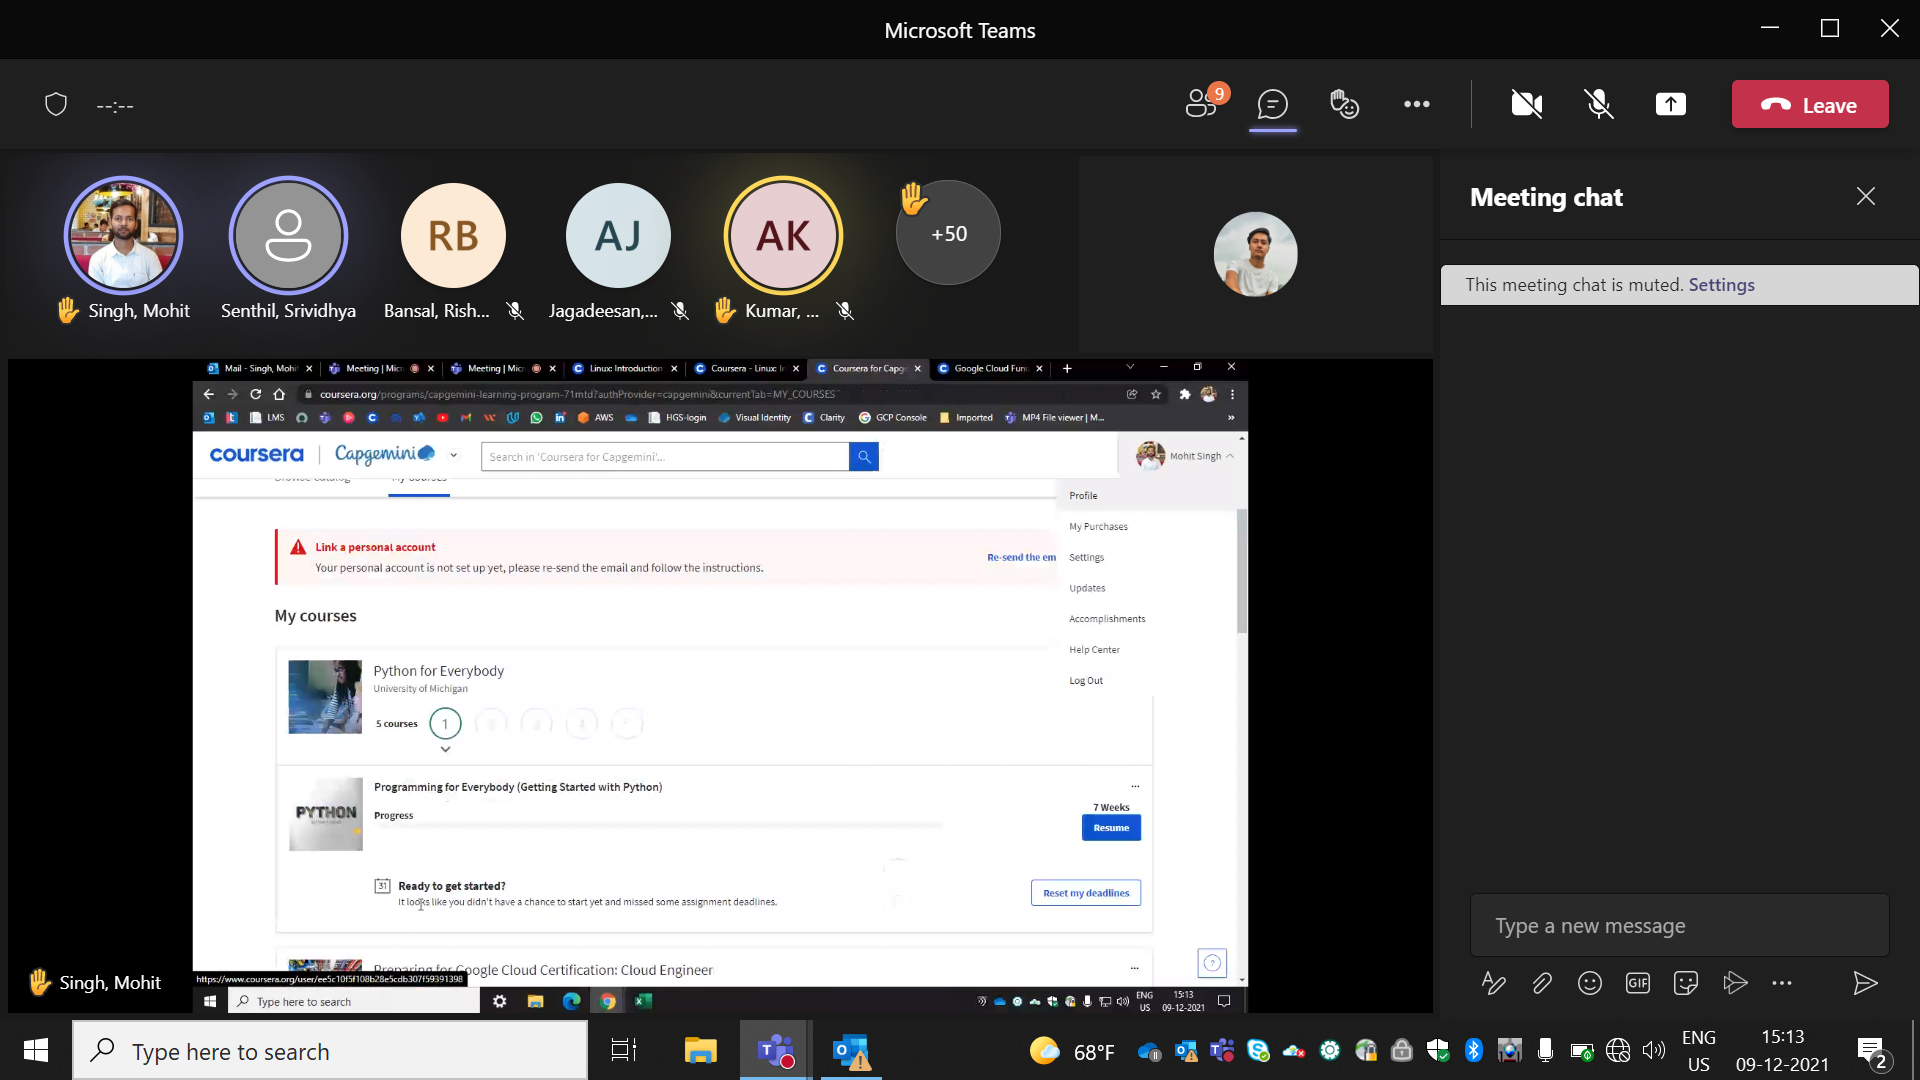 Microsoft Teams
--:--
9
Leave
RB
AJ
AK
+50
Singh, Mohit
Senthil, Srividhya
Bansal, Rish...
Jagadeesan,...
Kumar, ...
Meeting chat
This meeting chat is muted. Settings
Mail - Singh, Mohit
Meeting | Micr
Meeting | Micr
Linux: Introduction
Coursera - Linux: In
Coursera for Capge
Google Cloud Fun
coursera.org/programs/capgemini-learning-program-71mtd?authProvider=capgemini&currentTab=MY_COURSES
LMS
AWS
HGS-login
Visual Identity
Clarity
GCP Console
Imported
MP4 File viewer | M...
coursera
Capgemini
Search in 'Coursera for Capgemini'...
Mohit Singh
Browse Catalog
My Courses
Profile
My Purchases
Settings
Updates
Accomplishments
Help Center
Log Out
Link a personal account
Your personal account is not set up yet, please re-send the email and follow the instructions.
Re-send the em
My courses
Python for Everybody
University of Michigan
5 courses
1
PYTHON
Programming for Everybody (Getting Started with Python)
Progress
7 Weeks
Resume
31
Ready to get started?
It looks like you didn't have a chance to start yet and missed some assignment deadlines.
Reset my deadlines
Preparing for Google Cloud Certification: Cloud Engineer
https://www.coursera.org/user/ee5c10f5f108b28e5cdb307f59391398
Singh, Mohit
Type here to search
ENG
US
15:13
09-12-2021
Type a new message
GIF
Type here to search
68°F
ENG
US
15:13
09-12-2021
2